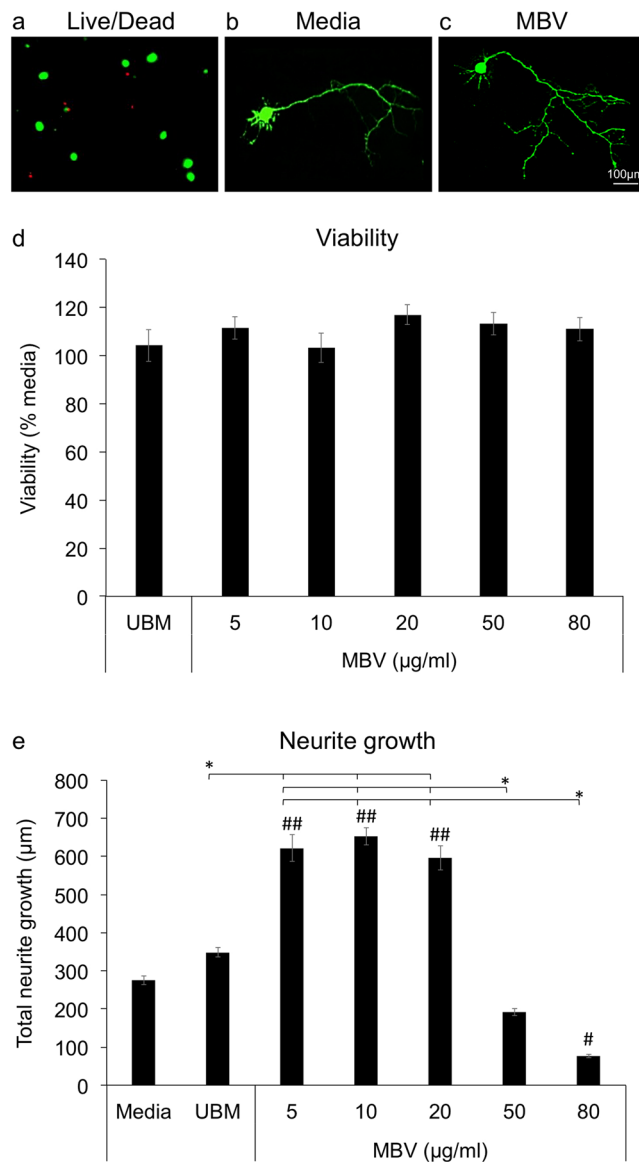 a Live/Dead b Media c MBV
100µm
d Viability
Viability (% media)
140
120
100
80
60
40
20
0
UBM 5 10 20 50 80
MBV (µg/ml)
e Neurite growth
Total neurite growth (µm)
800
700
600
500
400
300
200
100
0
* * *
## ## ## #
Media UBM 5 10 20 50 80
MBV (µg/ml)